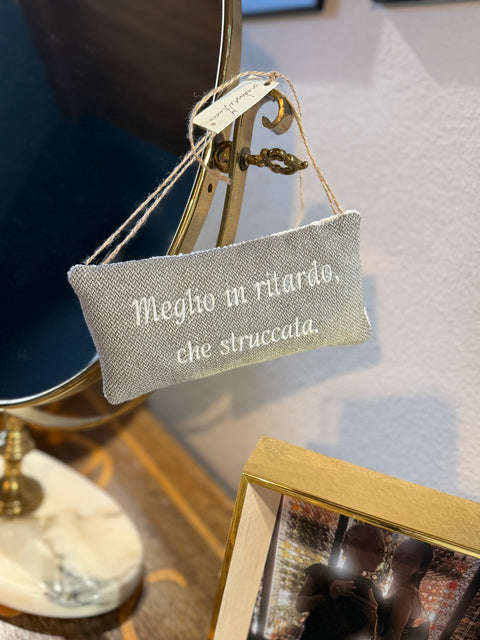 Meglio in ritardo,
che struccata.